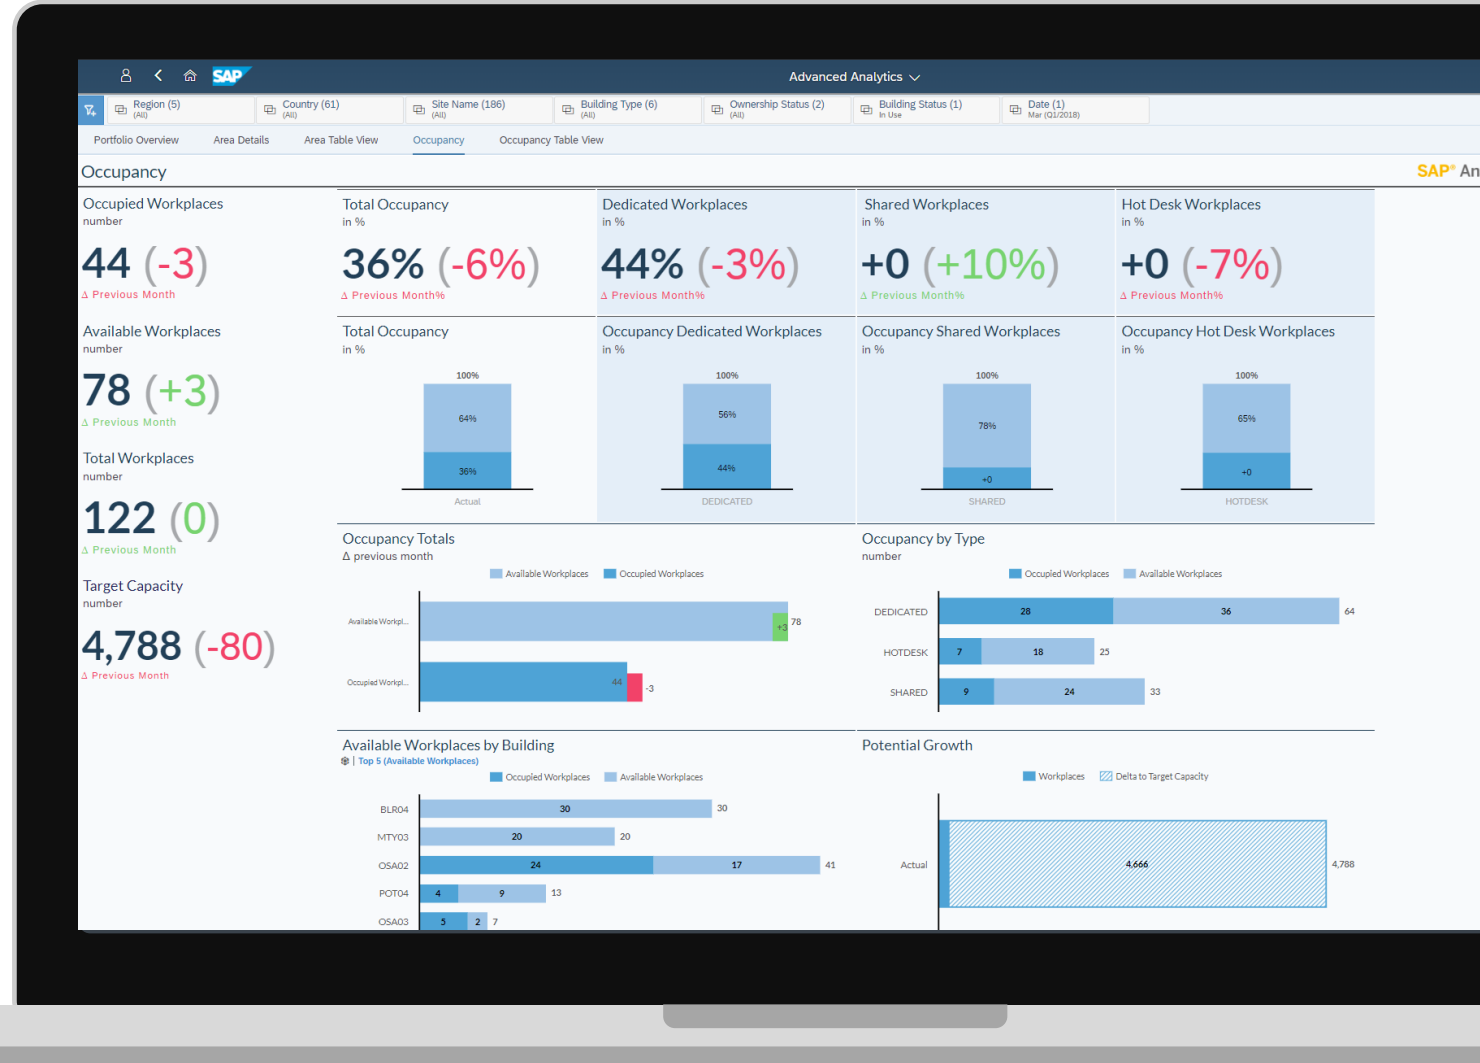 SAP
Advanced Analytics
Region (5)
(All)
Country (61)
(All)
Site Name (186)
(All)
Building Type (6)
(All)
Ownership Status (2)
(All)
Building Status (1)
In Use
Date (1)
Mar (Q1/2018)
Portfolio Overview
Area Details
Area Table View
Occupancy
Occupancy Table View
Occupancy
SAP® An
Occupied Workplaces
number
44 (-3)
Δ Previous Month
Available Workplaces
number
78 (+3)
Δ Previous Month
Total Workplaces
number
122 (0)
Δ Previous Month
Target Capacity
number
4,788 (-80)
Δ Previous Month
Total Occupancy
in %
36% (-6%)
Δ Previous Month%
Dedicated Workplaces
in %
44% (-3%)
Δ Previous Month%
Shared Workplaces
in %
+0 (+10%)
Δ Previous Month%
Hot Desk Workplaces
in %
+0 (-7%)
Δ Previous Month%
Total Occupancy
in %
100%
64%
36%
Actual
Occupancy Dedicated Workplaces
in %
100%
56%
44%
DEDICATED
Occupancy Shared Workplaces
in %
100%
78%
+0
SHARED
Occupancy Hot Desk Workplaces
in %
100%
65%
+0
HOTDESK
Occupancy Totals
Δ previous month
Available Workplaces
Occupied Workplaces
Available Workpl...
+3
78
Occupied Workpl...
44
-3
Occupancy by Type
number
Occupied Workplaces
Available Workplaces
DEDICATED
28
36
64
HOTDESK
7
18
25
SHARED
9
24
33
Available Workplaces by Building
| Top 5 (Available Workplaces)
Occupied Workplaces
Available Workplaces
BLR04
30
30
MTY03
20
20
OSA02
24
17
41
POT04
4
9
13
OSA03
5
2
7
Potential Growth
Workplaces
Delta to Target Capacity
Actual
4,666
4,788